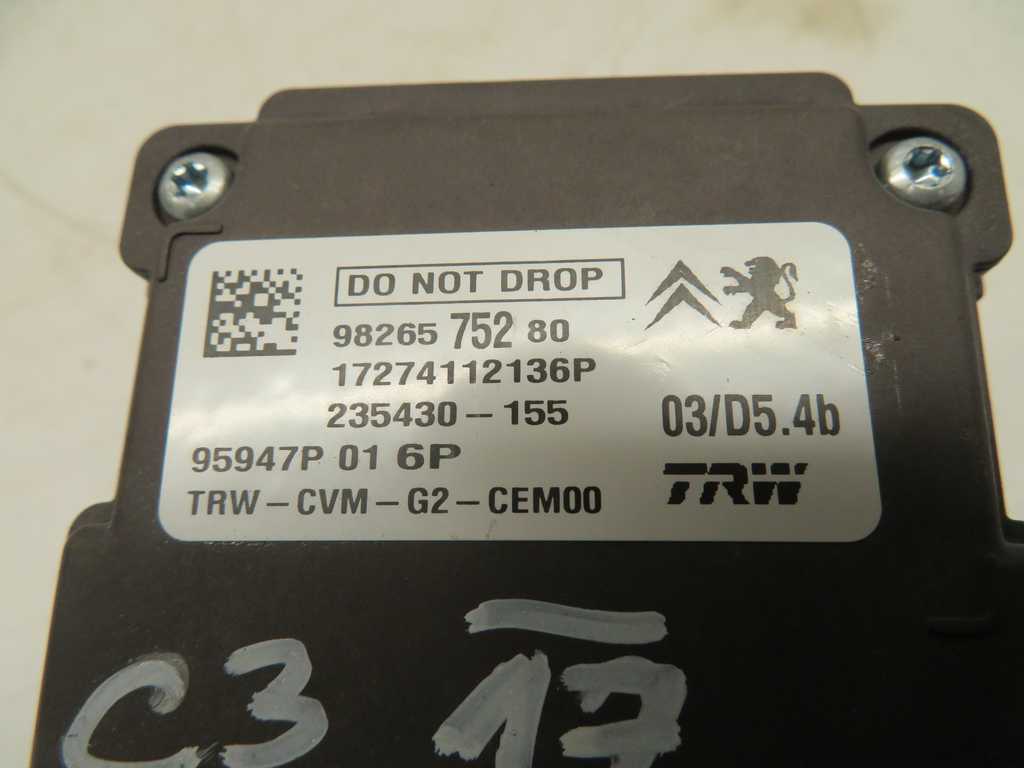 DO NOT DROP
98265 752 80
17274112136P
235430-155
03/D5.4b
95947P 01 6P
TRW-CVM-G2-CEM00
TRW
C3 17